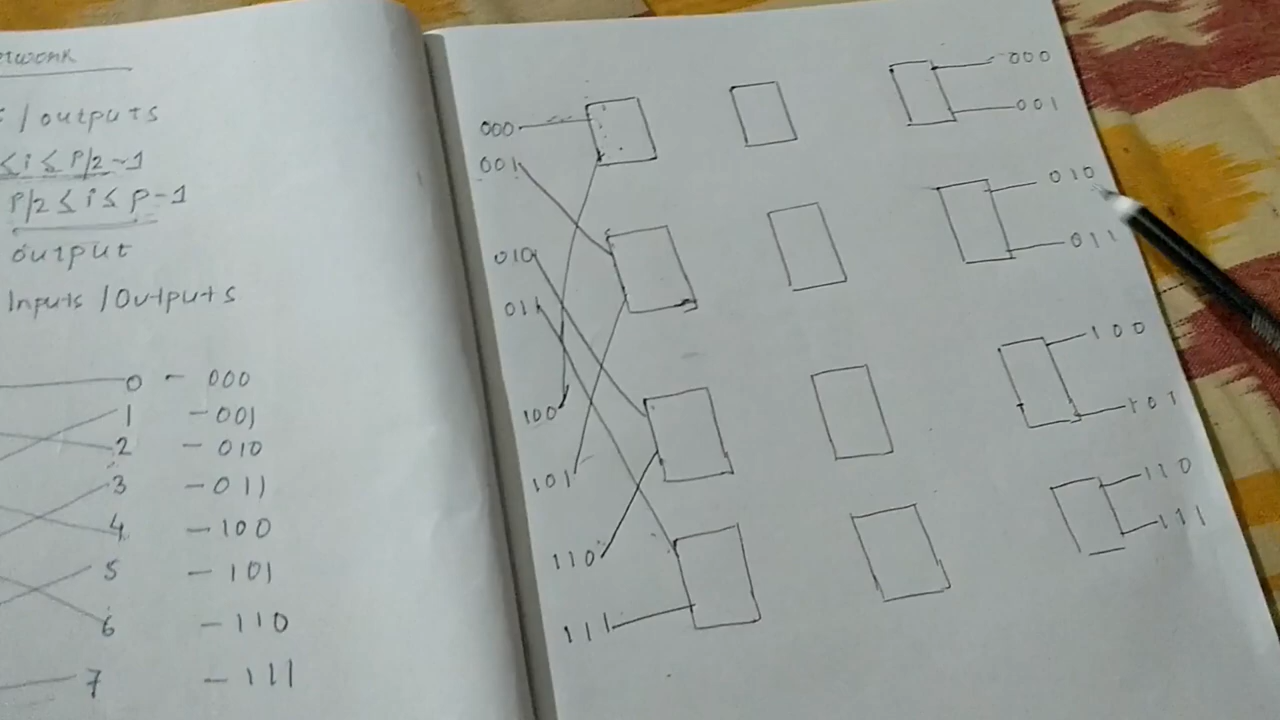 / outputs
≤ i ≤ P/2 - 1
P/2 ≤ i ≤ p - 1
output
Inputs / Outputs
0 - 000
1 - 001
2 - 010
3 - 011
4 - 100
5 - 101
6 - 110
7 - 111
000
001
010
011
100
101
110
111
000
001
010
011
100
101
110
111